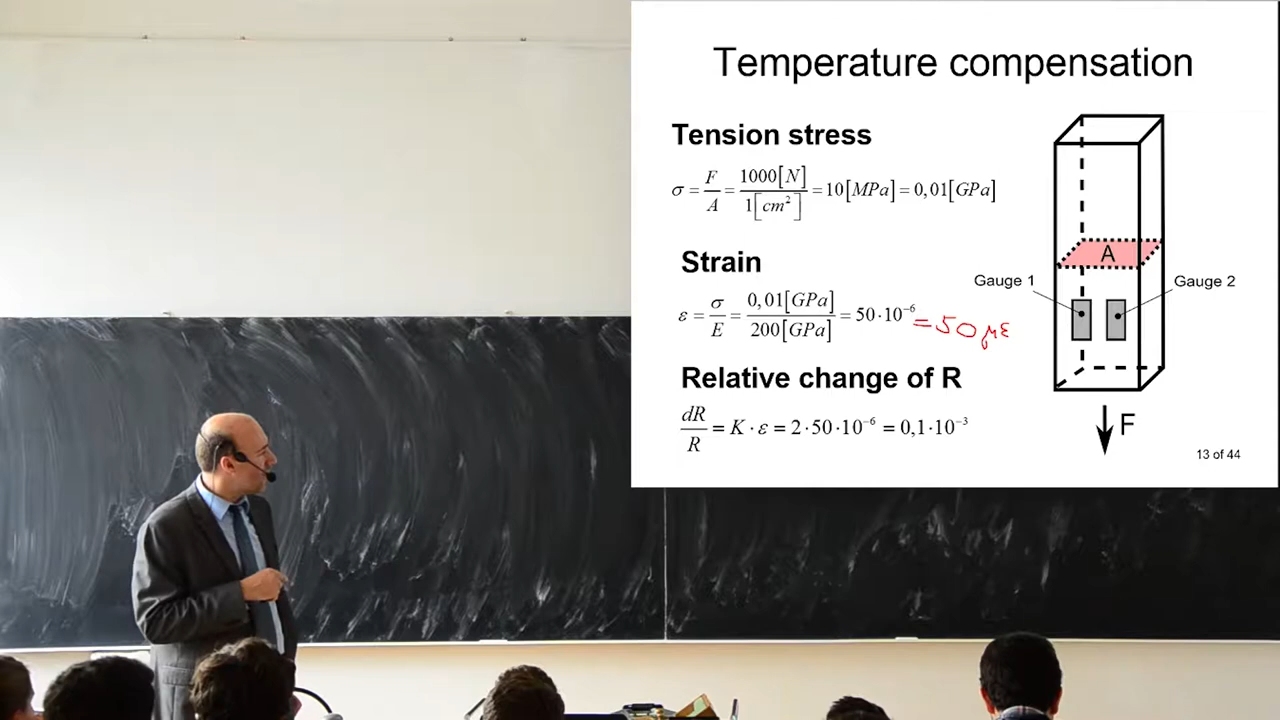 Temperature compensation
Tension stress
σ = F/A = 1000[N]/1[cm²] = 10[MPa] = 0,01[GPa]
A
Strain
Gauge 1
Gauge 2
ε = σ/E = 0,01[GPa]/200[GPa] = 50·10⁻⁶ = 50 με
Relative change of R
dR/R = K · ε = 2·50·10⁻⁶ = 0,1·10⁻³
F
13 of 44